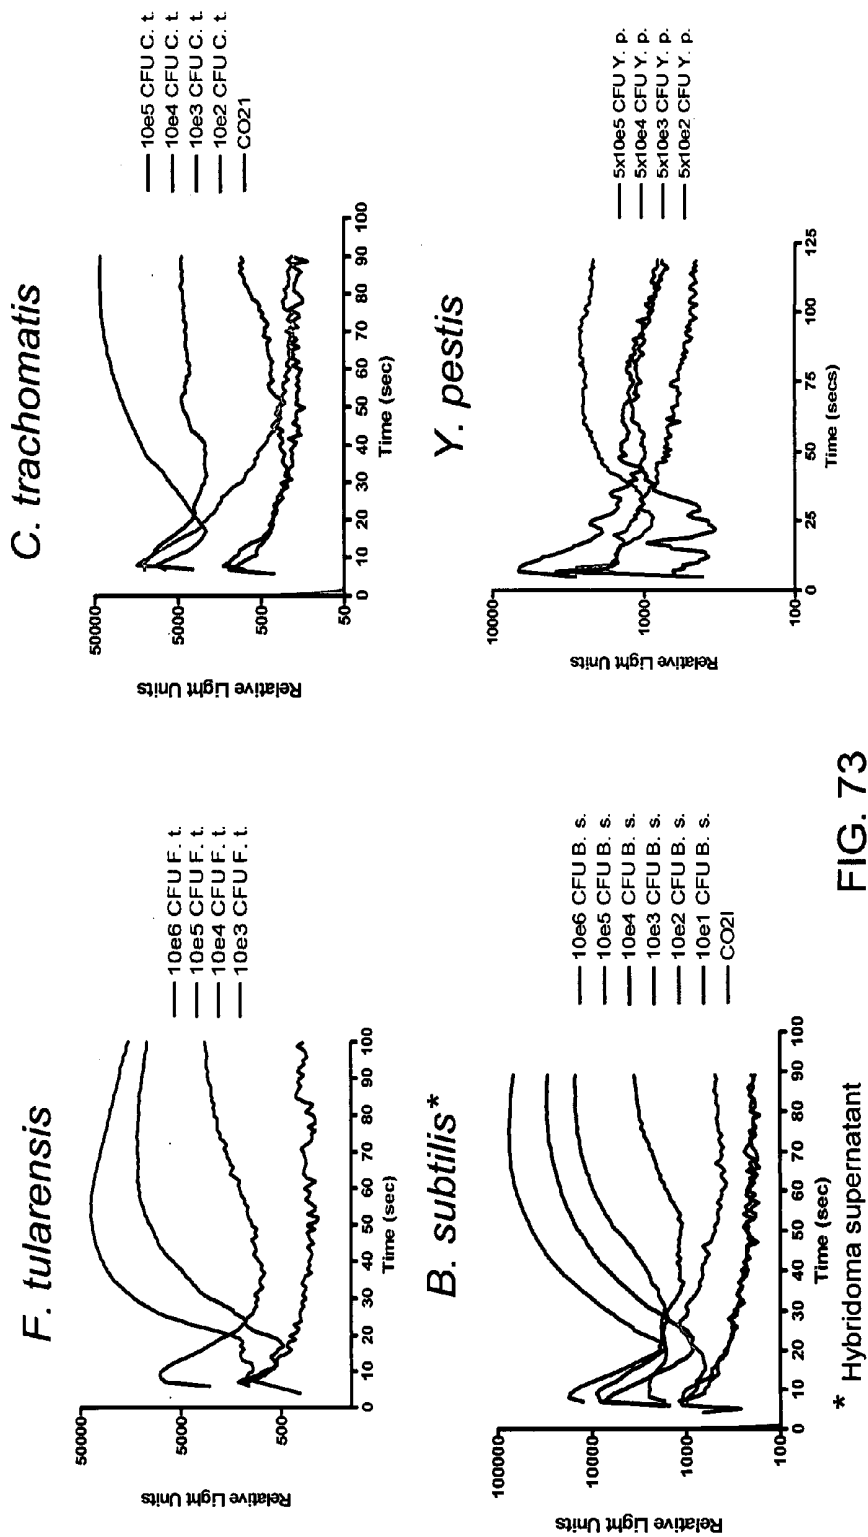 F. tularensis
Relative Light Units
50000
5000
500
0 10 20 30 40 50 60 70 80 90 100
Time (sec)
10e6 CFU F. t.
10e5 CFU F. t.
10e4 CFU F. t.
10e3 CFU F. t.
C. trachomatis
Relative Light Units
50000
5000
500
50
0 10 20 30 40 50 60 70 80 90 100
Time (sec)
10e5 CFU C. t.
10e4 CFU C. t.
10e3 CFU C. t.
10e2 CFU C. t.
CO21
B. subtilis*
Relative Light Units
100000
10000
1000
100
0 10 20 30 40 50 60 70 80 90 100
Time (sec)
10e6 CFU B. s.
10e5 CFU B. s.
10e4 CFU B. s.
10e3 CFU B. s.
10e2 CFU B. s.
10e1 CFU B. s.
CO2I
Y. pestis
Relative Light Units
10000
1000
100
0 25 50 75 100 125
Time (secs)
5x10e5 CFU Y. p.
5x10e4 CFU Y. p.
5x10e3 CFU Y. p.
5x10e2 CFU Y. p.
* Hybridoma supernatant
FIG. 73